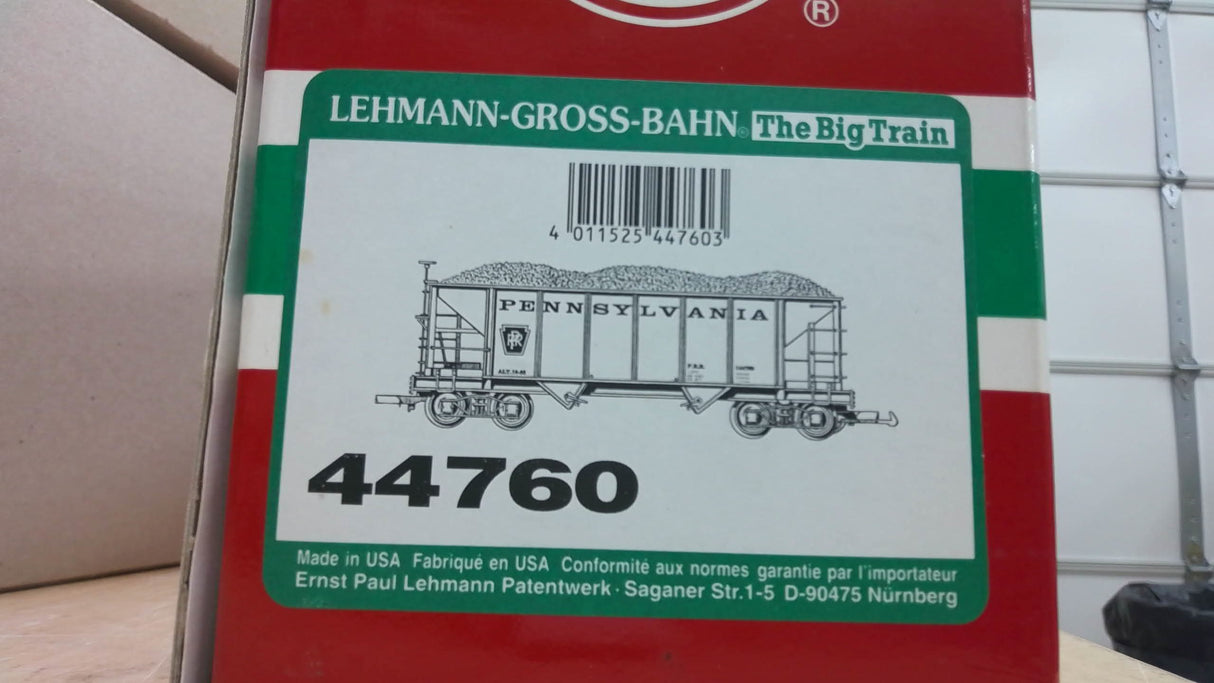 ®
LEHMANN-GROSS-BAHN® The Big Train
4 011525 447603
PENNSYLVANIA
PRR
P.R.R.
44760
Made in USA Fabriqué en USA Conformité aux normes garantie par l'importateur
Ernst Paul Lehmann Patentwerk · Saganer Str.1-5 D-90475 Nürnberg